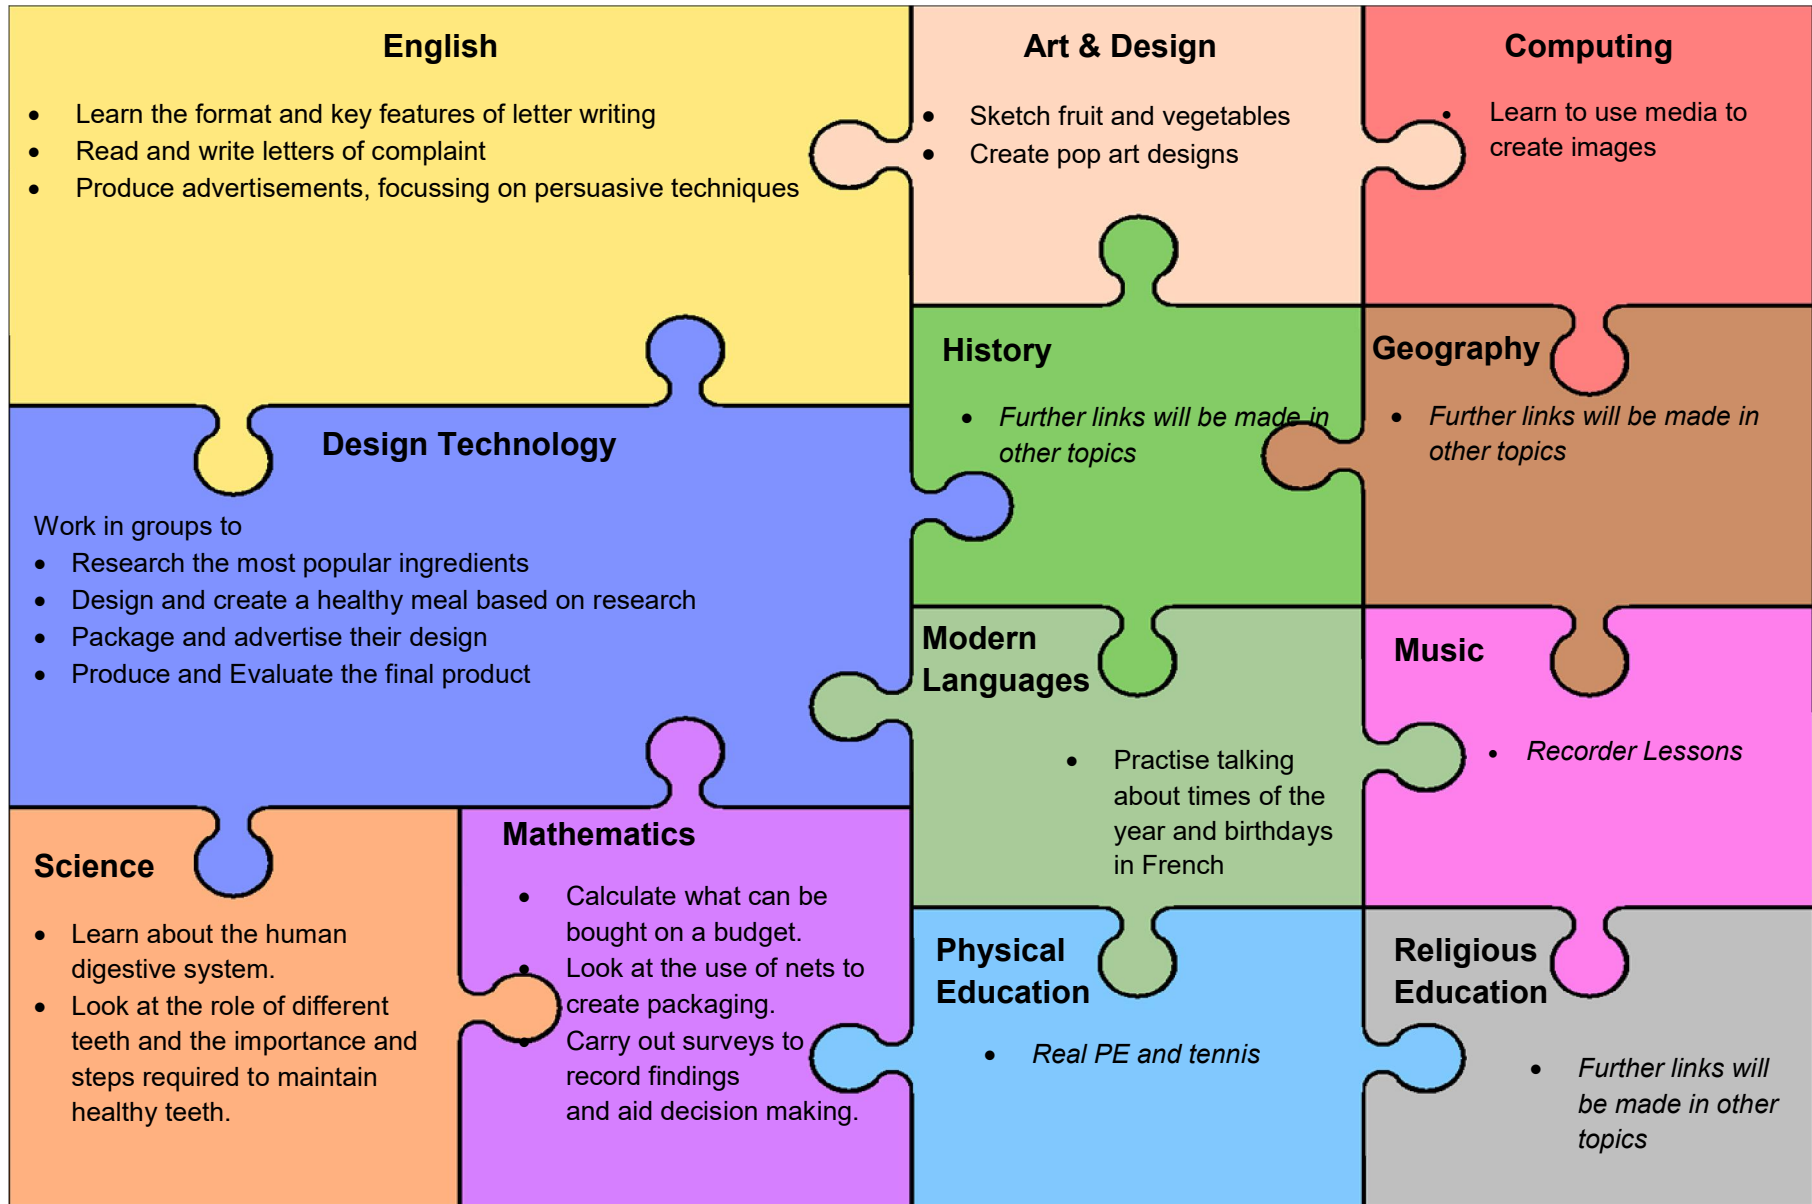 English
• Learn the format and key features of letter writing
• Read and write letters of complaint
• Produce advertisements, focussing on persuasive techniques
Art & Design
• Sketch fruit and vegetables
• Create pop art designs
Computing
• Learn to use media to
create images
History
• Further links will be made in
other topics
Geography
• Further links will be made in
other topics
Design Technology
Work in groups to
• Research the most popular ingredients
• Design and create a healthy meal based on research
• Package and advertise their design
• Produce and Evaluate the final product
Modern
Languages
• Practise talking
about times of the
year and birthdays
in French
Music
• Recorder Lessons
Science
• Learn about the human
digestive system.
• Look at the role of different
teeth and the importance and
steps required to maintain
healthy teeth.
Mathematics
• Calculate what can be
bought on a budget.
• Look at the use of nets to
create packaging.
• Carry out surveys to
record findings
and aid decision making.
Physical
Education
• Real PE and tennis
Religious
Education
• Further links will
be made in other
topics